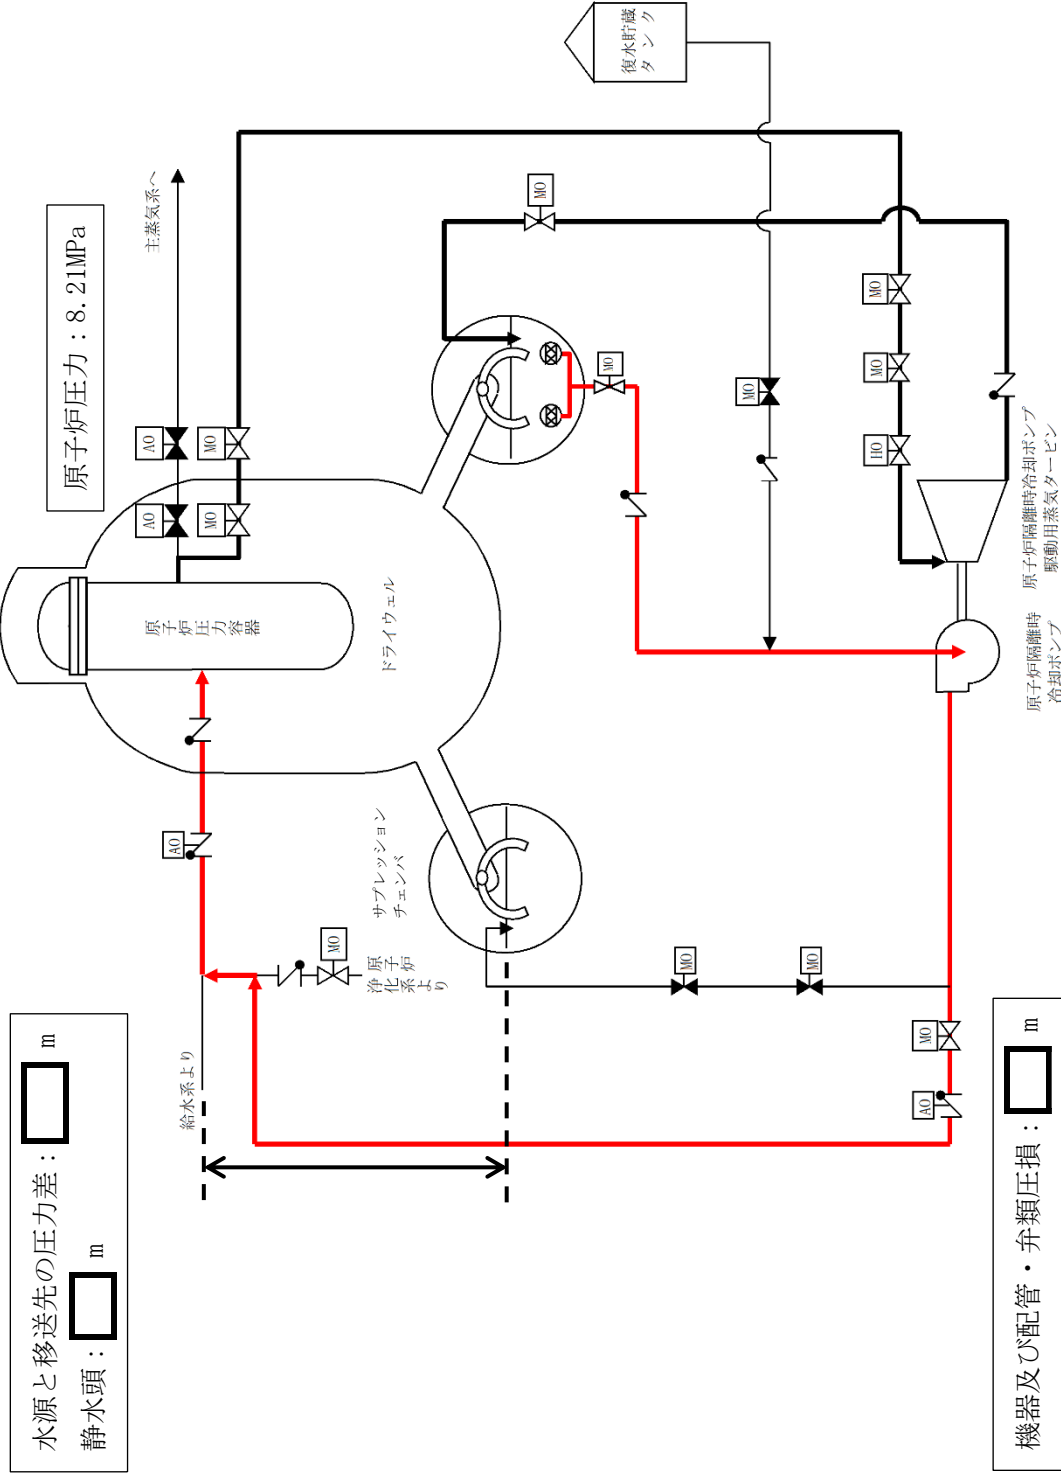 水源と移送先の圧力差：　m
静水頭：　m
原子炉圧力：8.21MPa
主蒸気系へ
給水系より
AO
AO
MO
MO
AO
原子炉
圧力容器
ドライウェル
サプレッション
チェンバ
原子炉
浄化系より
MO
MO
MO
MO
MO
MO
復水貯蔵
タンク
MO
MO
MO
HO
MO
AO
原子炉隔離時冷却ポンプ
駆動用蒸気タービン
原子炉隔離時
冷却ポンプ
機器及び配管・弁類圧損：　m